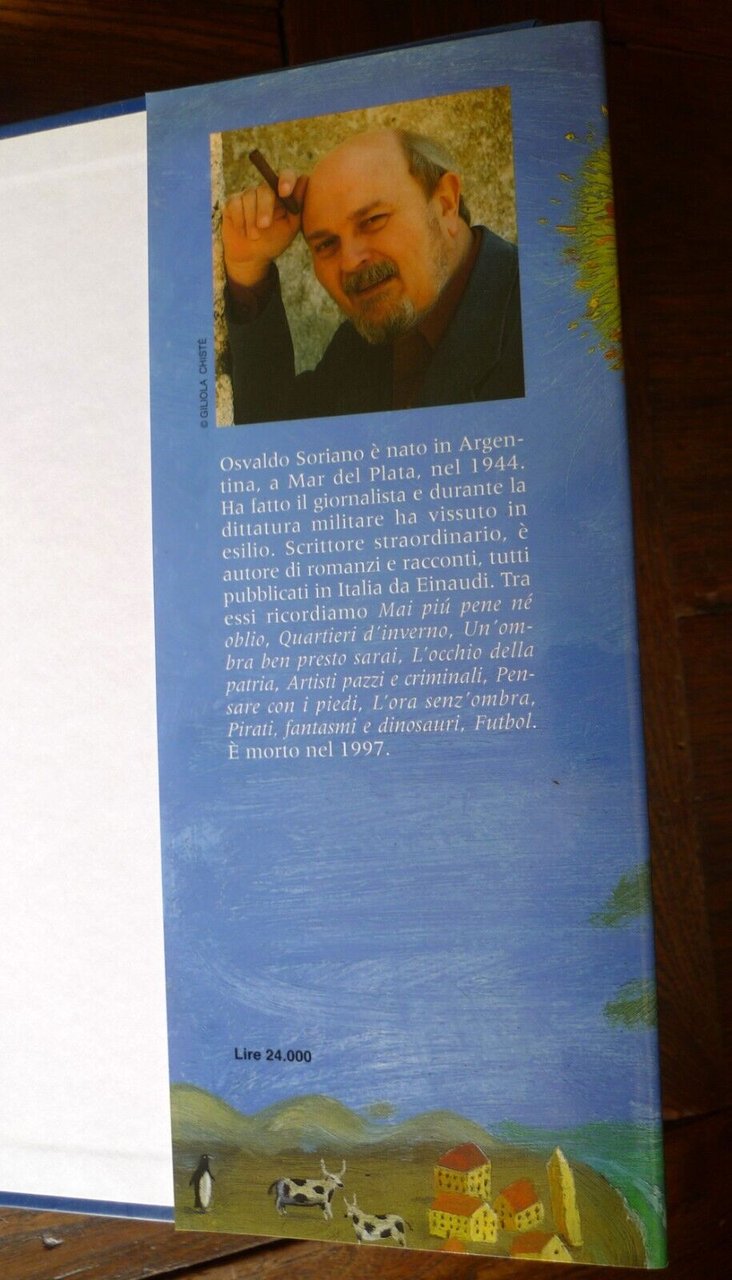 © GILIOLA CHISTÈ
Osvaldo Soriano è nato in Argen-
tina, a Mar del Plata, nel 1944.
Ha fatto il giornalista e durante la
dittatura militare ha vissuto in
esilio. Scrittore straordinario, è
autore di romanzi e racconti, tutti
pubblicati in Italia da Einaudi. Tra
essi ricordiamo Mai piú pene né
oblio, Quartieri d'inverno, Un'om-
bra ben presto sarai, L'occhio della
patria, Artisti pazzi e criminali, Pen-
sare con i piedi, L'ora senz'ombra,
Pirati, fantasmi e dinosauri, Futbol.
È morto nel 1997.
Lire 24.000